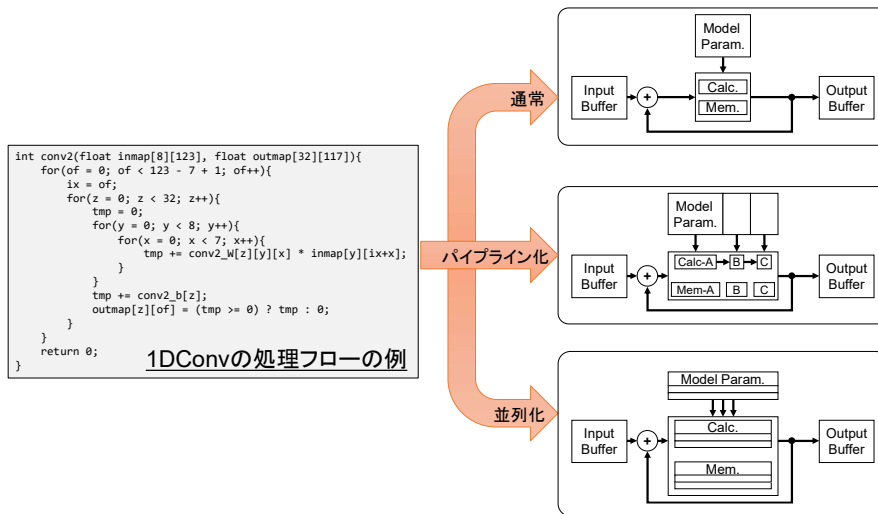 int conv2(float inmap[8][123], float outmap[32][117]){
for(of = 0; of < 123 - 7 + 1; of++){
ix = of;
for(z = 0; z < 32; z++){
tmp = 0;
for(y = 0; y < 8; y++){
for(x = 0; x < 7; x++){
tmp += conv2_W[z][y][x] * inmap[y][ix+x];
}
}
tmp += conv2_b[z];
outmap[z][of] = (tmp >= 0) ? tmp : 0;
}
}
return 0;
}
1DConvの処理フローの例
通常
Model
Param.
Input
Buffer
+
Calc.
Mem.
Output
Buffer
パイプライン化
Model
Param.
Input
Buffer
+
Calc-A
B
C
Mem-A
B
C
Output
Buffer
並列化
Model Param.
Input
Buffer
+
Calc.
Mem.
Output
Buffer